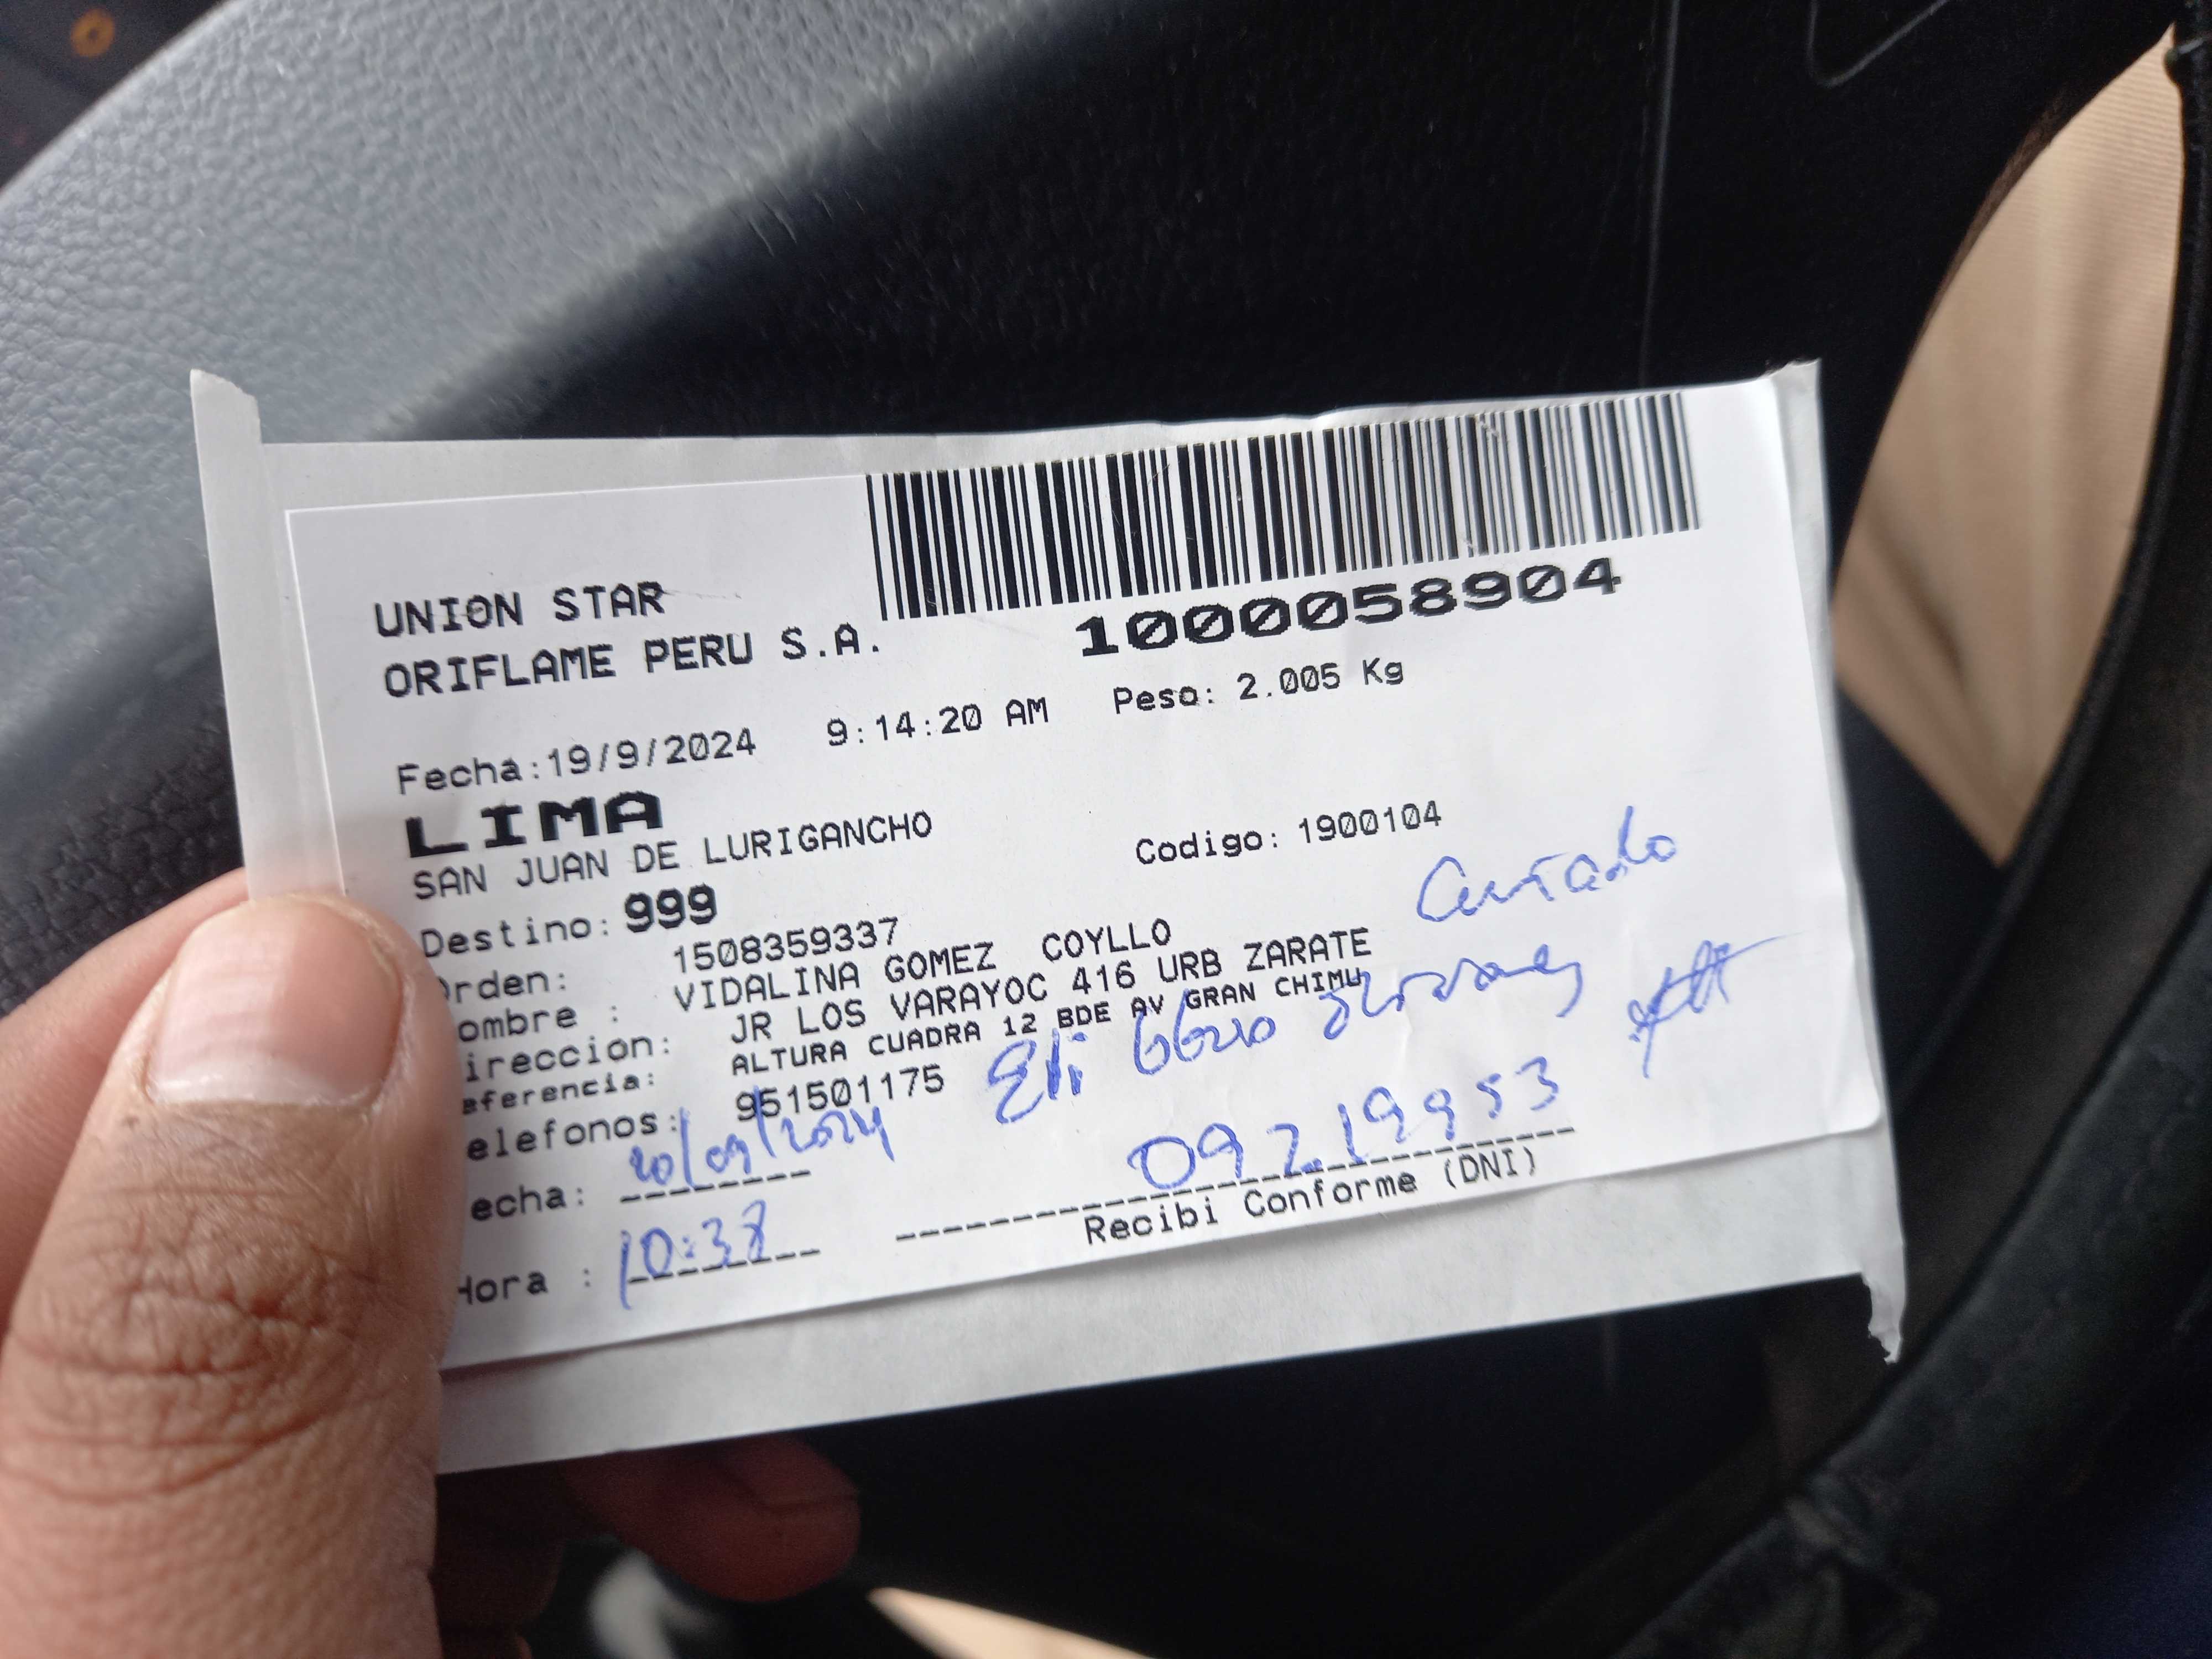 UNION STAR
ORIFLAME PERU S.A.
1000058904
Fecha:19/9/2024 9:14:20 AM Peso: 2.005 Kg
LIMA
SAN JUAN DE LURIGANCHO Codigo: 1900104
Destino: 999
rden: 1508359337
ombre : VIDALINA GOMEZ COYLLO
ireccion: JR LOS VARAYOC 416 URB ZARATE
eferencia: ALTURA CUADRA 12 BDE AV GRAN CHIMU
elefonos: 951501175
Eli
echa: 20/09/2024
09219953
Hora : 10:38
Recibi Conforme (DNI)